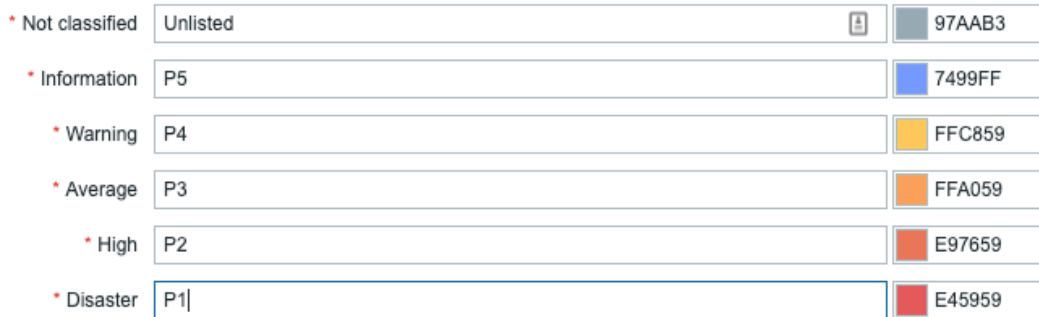 * Not classified Unlisted 97AAB3
* Information P5 7499FF
* Warning P4 FFC859
* Average P3 FFA059
* High P2 E97659
* Disaster P1 E45959